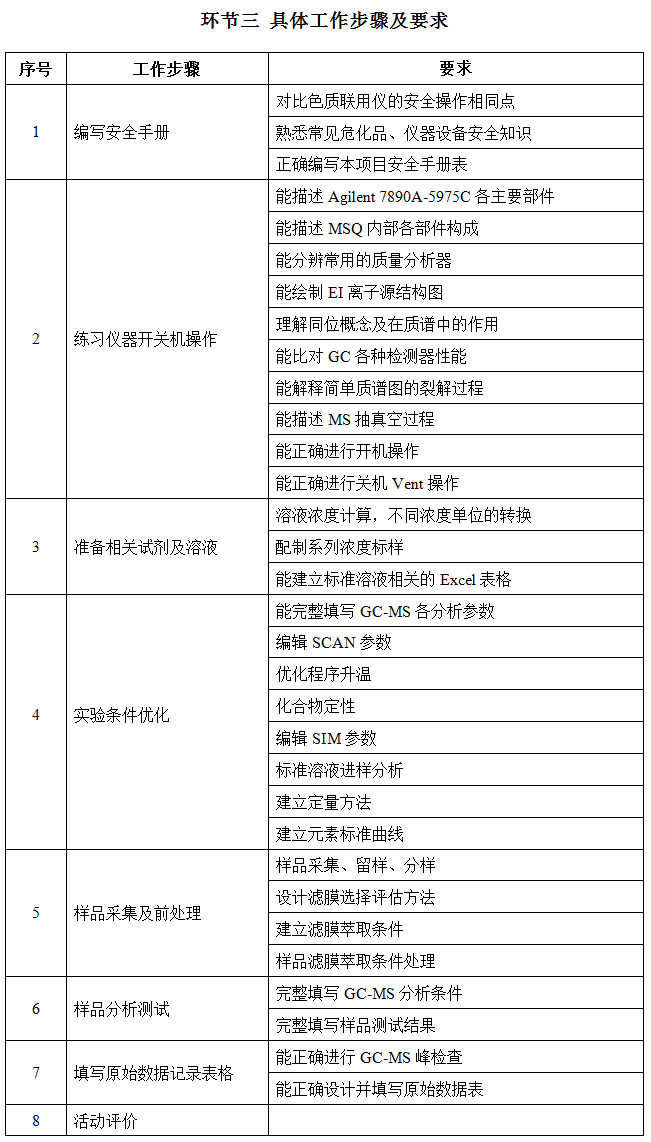 环节三 具体工作步骤及要求
序号 工作步骤 要求
1 编写安全手册
对比色质联用仪的安全操作相同点
熟悉常见危化品、仪器设备安全知识
正确编写本项目安全手册表
2 练习仪器开关机操作
能描述 Agilent 7890A-5975C 各主要部件
能描述 MSQ 内部各部件构成
能分辨常用的质量分析器
能绘制 EI 离子源结构图
理解同位概念及在质谱中的作用
能比对 GC 各种检测器性能
能解释简单质谱图的裂解过程
能描述 MS 抽真空过程
能正确进行开机操作
能正确进行关机 Vent 操作
3 准备相关试剂及溶液
溶液浓度计算，不同浓度单位的转换
配制系列浓度标样
能建立标准溶液相关的 Excel 表格
4 实验条件优化
能完整填写 GC-MS 各分析参数
编辑 SCAN 参数
优化程序升温
化合物定性
编辑 SIM 参数
标准溶液进样分析
建立定量方法
建立元素标准曲线
5 样品采集及前处理
样品采集、留样、分样
设计滤膜选择评估方法
建立滤膜萃取条件
样品滤膜萃取条件处理
6 样品分析测试
完整填写 GC-MS 分析条件
完整填写样品测试结果
7 填写原始数据记录表格
能正确进行 GC-MS 峰检查
能正确设计并填写原始数据表
8 活动评价